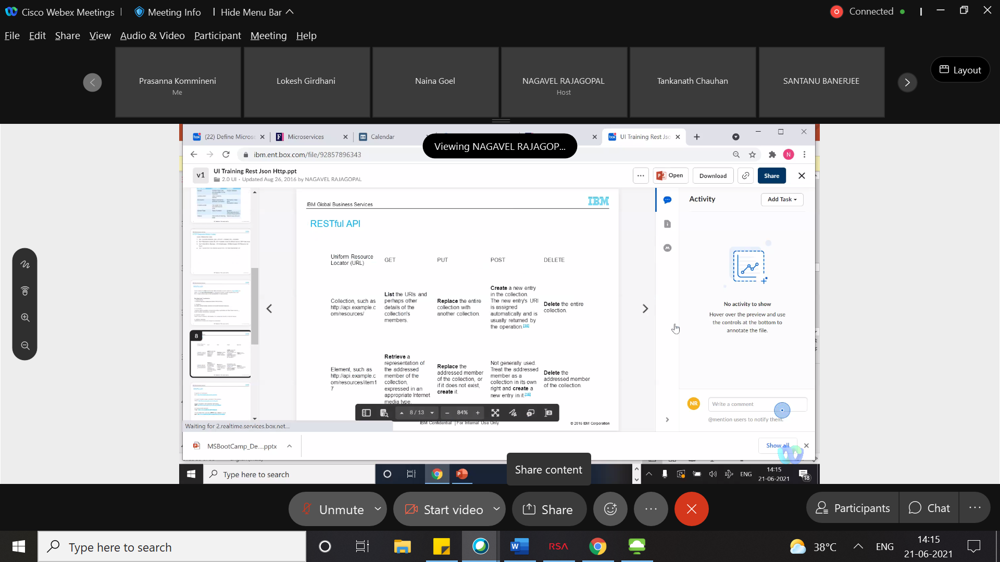 Cisco Webex Meetings
Meeting Info
Hide Menu Bar
Connected
File Edit Share View Audio & Video Participant Meeting Help
Prasanna Kommineni
Me
Lokesh Girdhani
Naina Goel
NAGAVEL RAJAGOPAL
Host
Tankanath Chauhan
SANTANU BANERJEE
Layout
(22) Define Micros
Microservices
Calendar
UI Training Rest Jso
Viewing NAGAVEL RAJAGOP...
ibm.ent.box.com/file/92857896343
N
v1
UI Training Rest Json Http.ppt
2.0 UI · Updated Aug 26, 2016 by NAGAVEL RAJAGOPAL
Open
Download
Share
IBM Global Business Services
IBM
RESTful API
Uniform Resource
Locator (URL)
GET
PUT
POST
DELETE
Collection, such as
http://api.example.c
om/resources/
List the URIs and
perhaps other
details of the
collection's
members.
Replace the entire
collection with
another collection.
Create a new entry
in the collection.
The new entry's URI
is assigned
automatically and is
usually returned by
the operation.[16]
Delete the entire
collection.
Element, such as
http://api.example.c
om/resources/item1
7
Retrieve a
representation of
the addressed
member of the
collection,
expressed in an
appropriate Internet
media type.
Replace the
addressed member
of the collection, or
if it does not exist,
create it.
Not generally used.
Treat the addressed
member as a
collection in its own
right and create a
new entry in it.[16]
Delete the
addressed member
of the collection.
8
8 / 13
84%
IBM Confidential | For Internal Use Only
© 2016 IBM Corporation
Activity
Add Task
No activity to show
Hover over the preview and use
the controls at the bottom to
annotate the file.
NR
Write a comment
@mention users to notify them.
Waiting for 2.realtime.services.box.net...
MSBootCamp_De....pptx
Show all
Share content
Type here to search
ENG
14:15
21-06-2021
18
Unmute
Start video
Share
Participants
Chat
Type here to search
RSA
38°C
ENG
14:15
21-06-2021